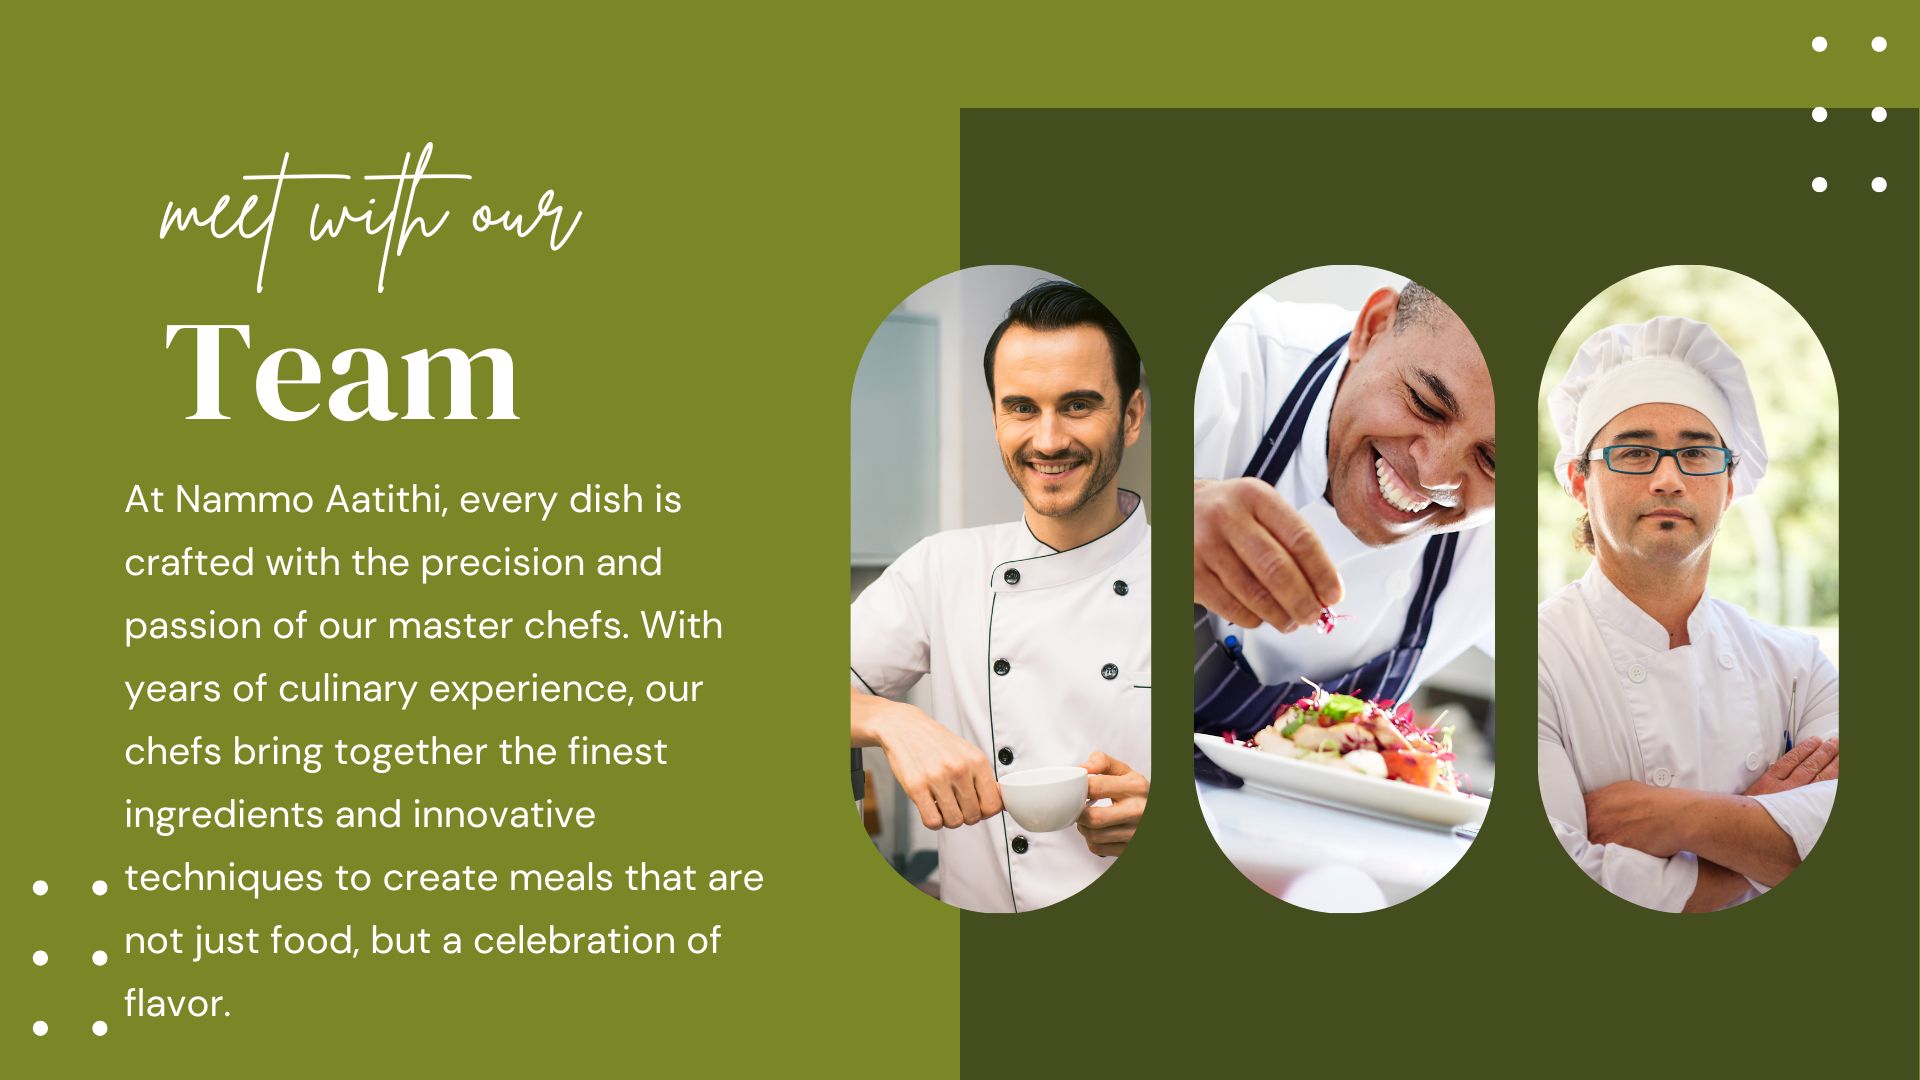 meet with our
Team
At Nammo Aatithi, every dish is
crafted with the precision and
passion of our master chefs. With
years of culinary experience, our
chefs bring together the finest
ingredients and innovative
techniques to create meals that are
not just food, but a celebration of
flavor.